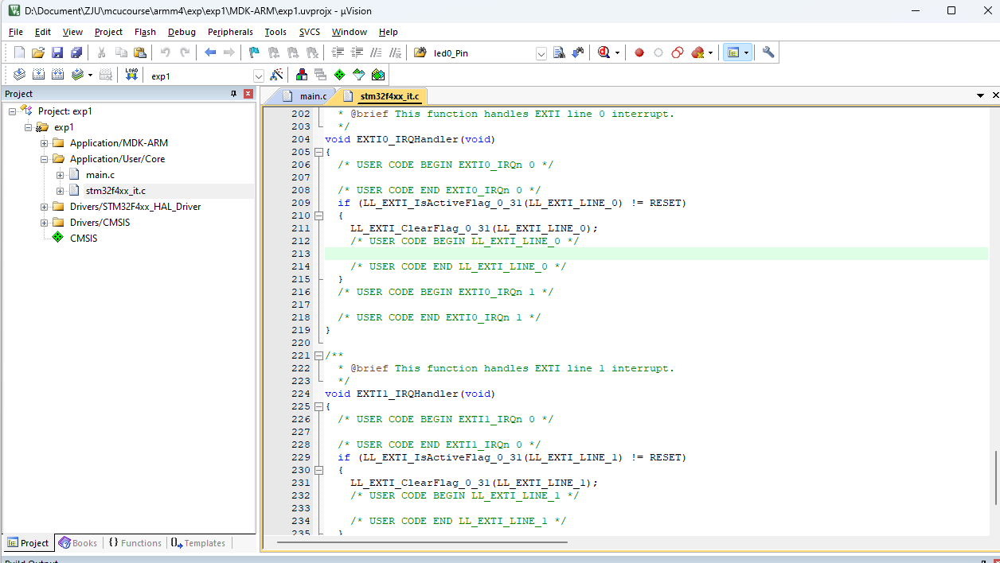 D:\Document\ZJU\mcucourse\armm4\exp\exp1\MDK-ARM\exp1.uvprojx - µVision
File Edit View Project Flash Debug Peripherals Tools SVCS Window Help
led0_Pin
LOAD exp1
Project
main.c stm32f4xx_it.c
Project: exp1
exp1
Application/MDK-ARM
Application/User/Core
main.c
stm32f4xx_it.c
Drivers/STM32F4xx_HAL_Driver
Drivers/CMSIS
CMSIS
202 * @brief This function handles EXTI line 0 interrupt.
203 */
204 void EXTI0_IRQHandler(void)
205 {
206 /* USER CODE BEGIN EXTI0_IRQn 0 */
207
208 /* USER CODE END EXTI0_IRQn 0 */
209 if (LL_EXTI_IsActiveFlag_0_31(LL_EXTI_LINE_0) != RESET)
210 {
211 LL_EXTI_ClearFlag_0_31(LL_EXTI_LINE_0);
212 /* USER CODE BEGIN LL_EXTI_LINE_0 */
213
214 /* USER CODE END LL_EXTI_LINE_0 */
215 }
216 /* USER CODE BEGIN EXTI0_IRQn 1 */
217
218 /* USER CODE END EXTI0_IRQn 1 */
219 }
220
221 /**
222 * @brief This function handles EXTI line 1 interrupt.
223 */
224 void EXTI1_IRQHandler(void)
225 {
226 /* USER CODE BEGIN EXTI1_IRQn 0 */
227
228 /* USER CODE END EXTI1_IRQn 0 */
229 if (LL_EXTI_IsActiveFlag_0_31(LL_EXTI_LINE_1) != RESET)
230 {
231 LL_EXTI_ClearFlag_0_31(LL_EXTI_LINE_1);
232 /* USER CODE BEGIN LL_EXTI_LINE_1 */
233
234 /* USER CODE END LL_EXTI_LINE_1 */
235 }
Project Books {} Functions Templates
Build Output